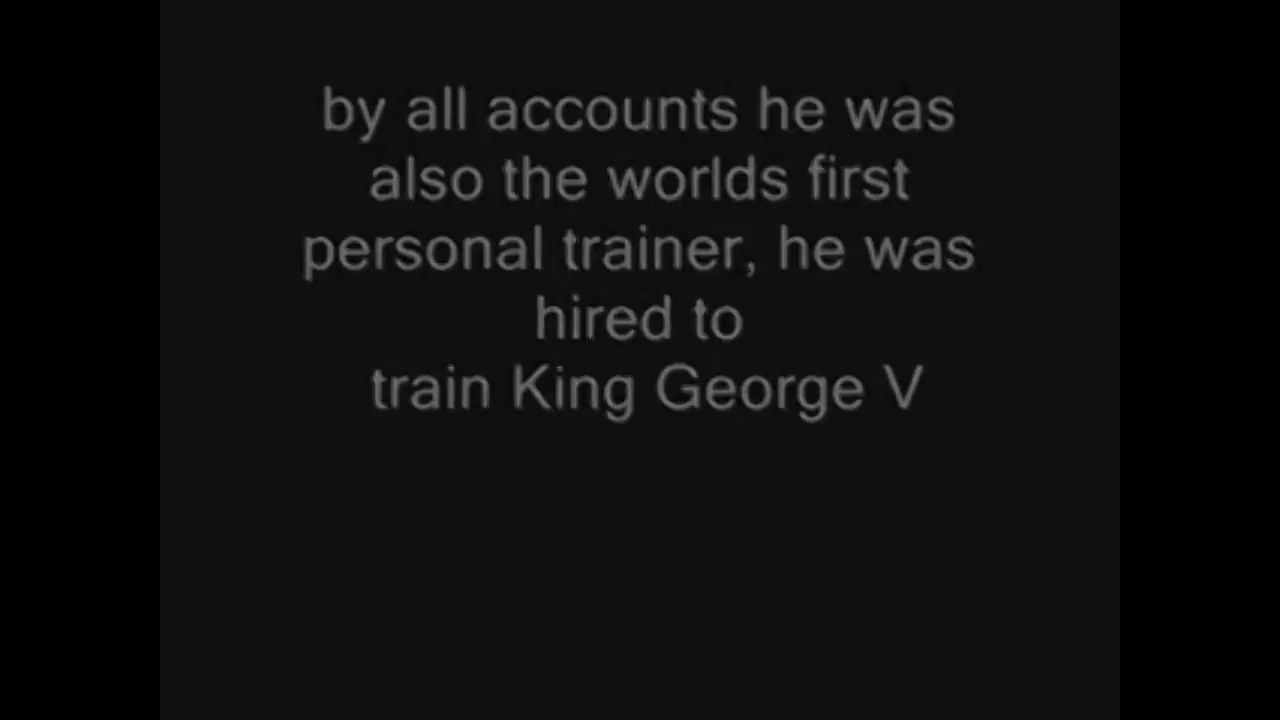 by all accounts he was
also the worlds first
personal trainer, he was
hired to
train King George V